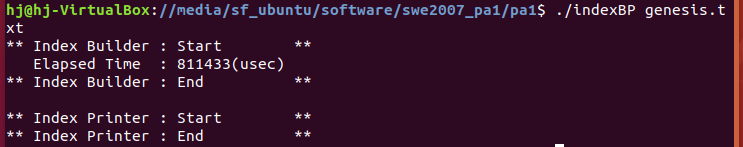 hj@hj-VirtualBox://media/sf_ubuntu/software/swe2007_pa1/pa1$ ./indexBP genesis.t
xt
** Index Builder : Start        **
   Elapsed Time  : 811433(usec)
** Index Builder : End          **

** Index Printer : Start        **
** Index Printer : End          **